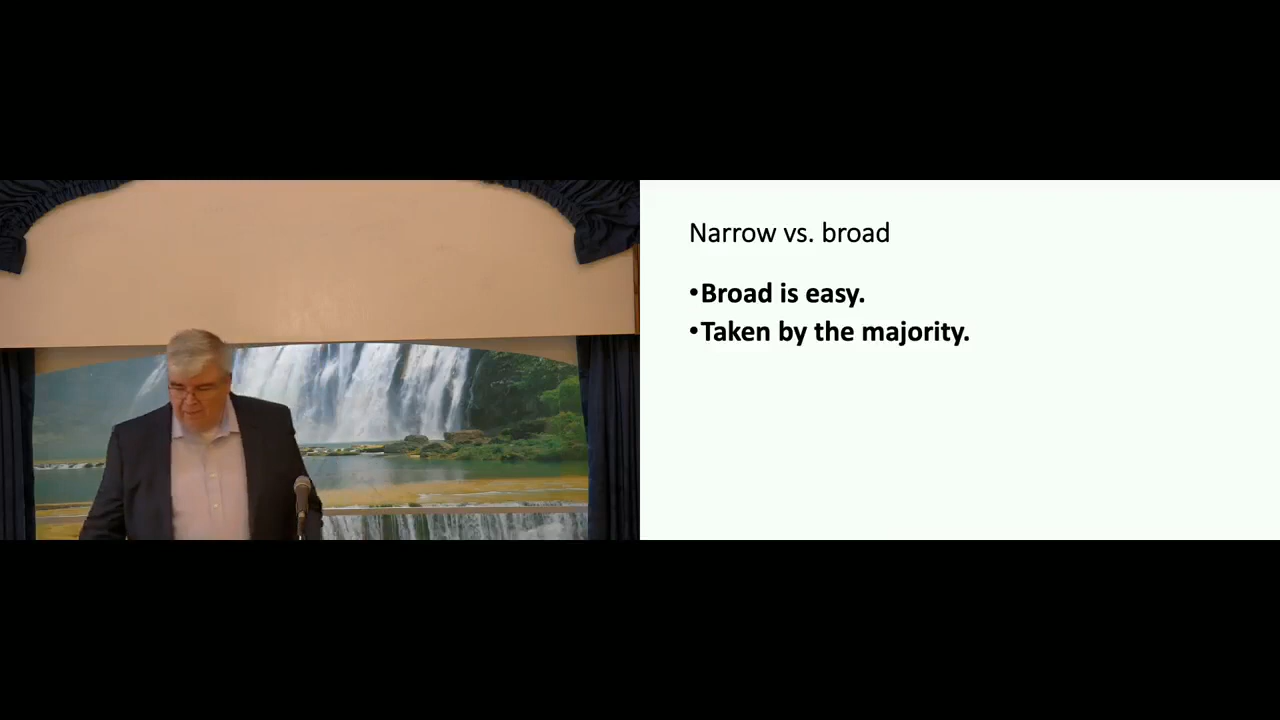 Narrow vs. broad
•Broad is easy.
•Taken by the majority.